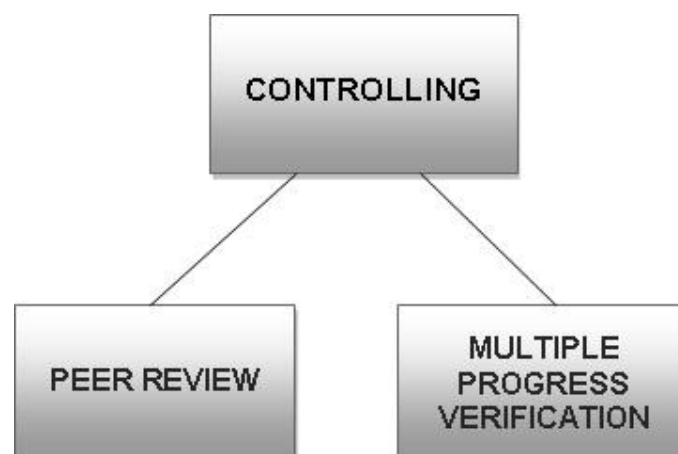 CONTROLLING
PEER REVIEW
MULTIPLE
PROGRESS
VERIFICATION